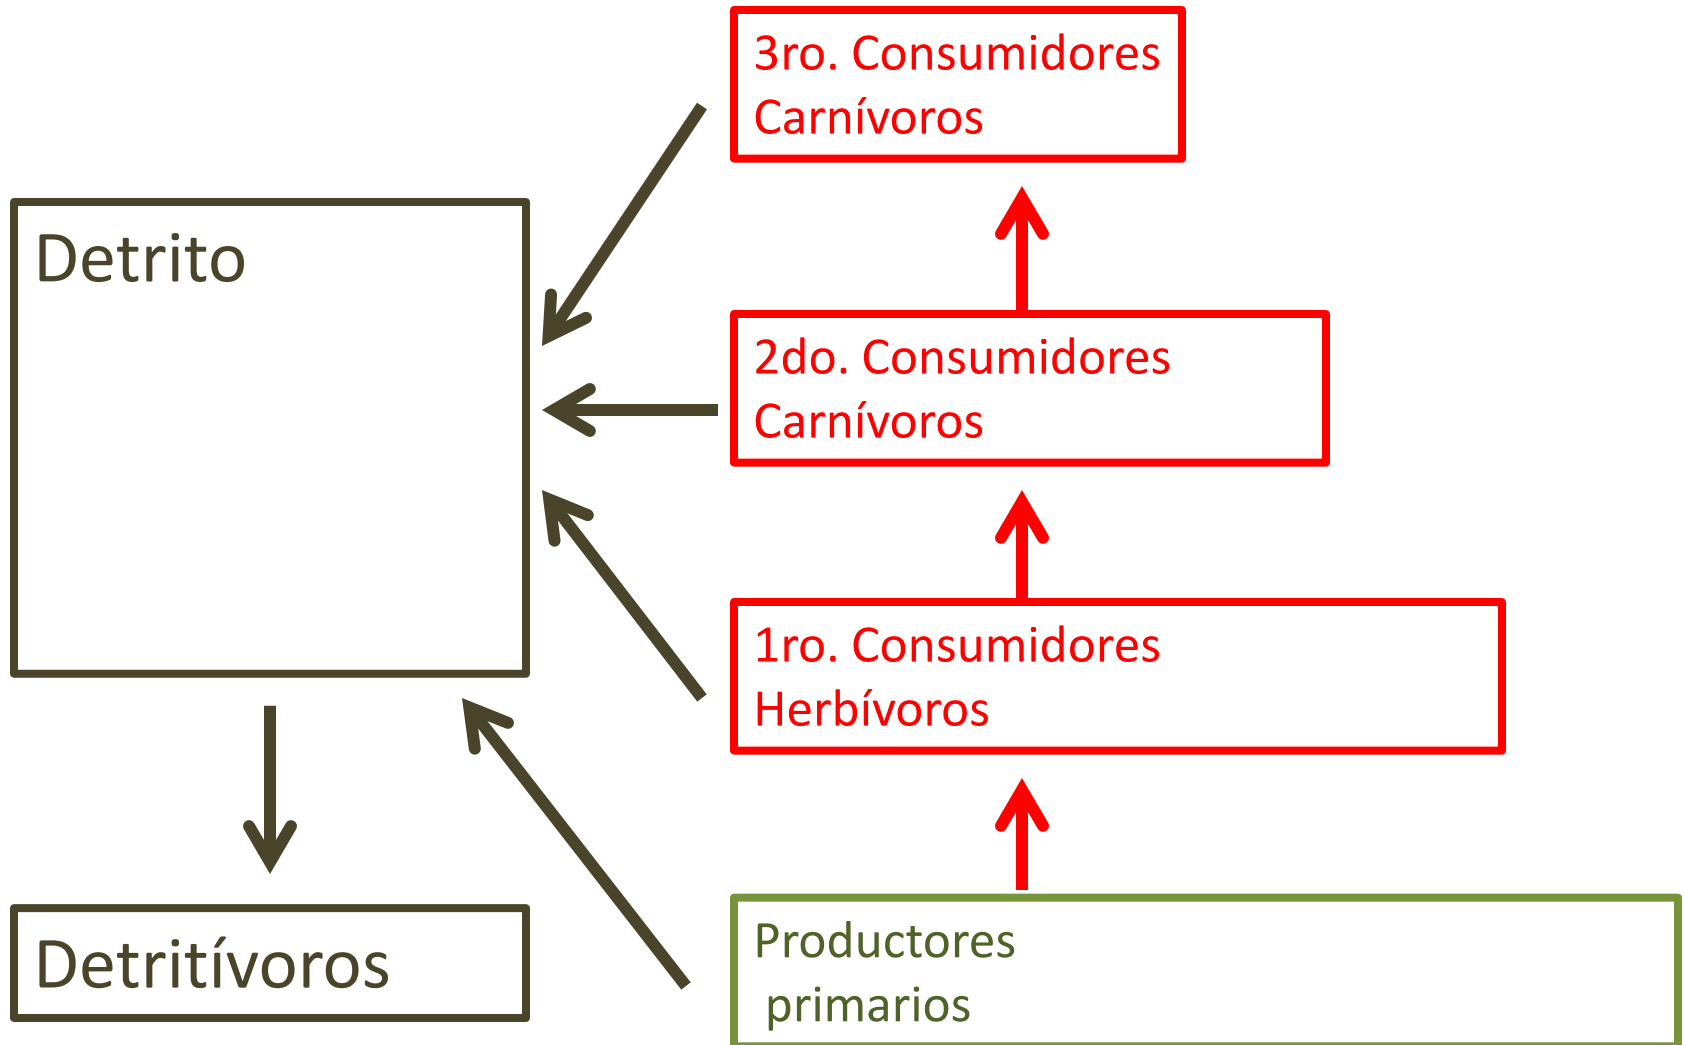 3ro. Consumidores
Carnívoros
Detrito
2do. Consumidores
Carnívoros
1ro. Consumidores
Herbívoros
Detritívoros
Productores
primarios